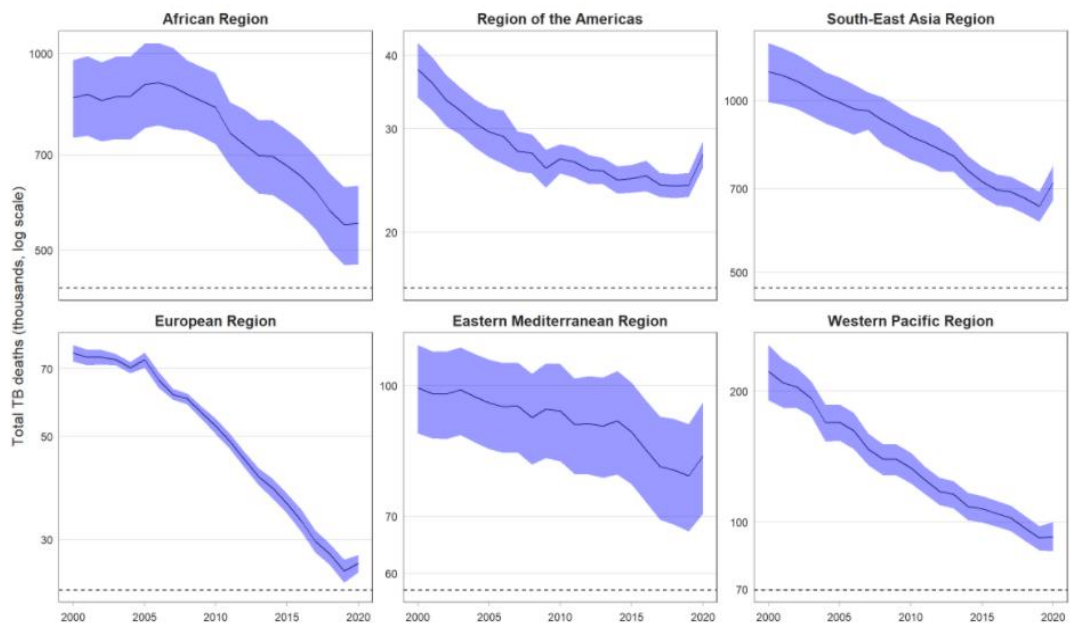 African Region
Region of the Americas
South-East Asia Region
1000
700
500
40
30
20
1000
700
500
Total TB deaths (thousands, log scale)
European Region
Eastern Mediterranean Region
Western Pacific Region
70
50
30
100
70
60
200
100
70
2000 2005 2010 2015 2020
2000 2005 2010 2015 2020
2000 2005 2010 2015 2020